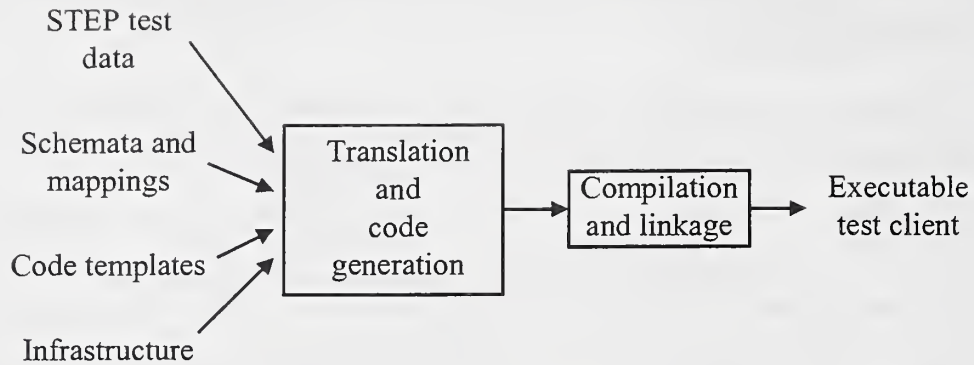 STEP test
data
Schemata and
mappings
Code templates
Infrastructure
Translation
and
code
generation
Compilation
and linkage
Executable
test client